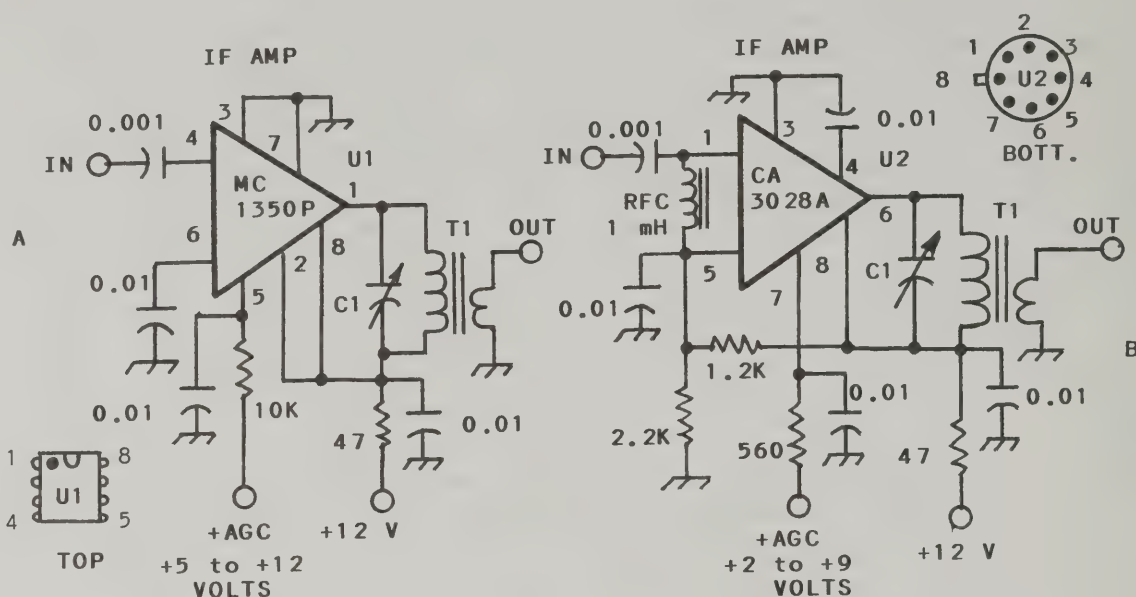 IF AMP
3
7
0.001
4
IN
U1
MC
1350P
1
A
6
8
2
T1
OUT
0.01
5
C1
0.01
10K
47
0.01
1
8
U1
4
5
TOP
+AGC
+5 to +12
VOLTS
+12 V
IF AMP
2
1
3
8
U2
4
7
5
6
BOTT.
0.001
1
3
0.01
IN
4
U2
CA
3028A
RFC
1 mH
6
T1
OUT
5
8
7
C1
0.01
B
1.2K
0.01
0.01
2.2K
560
47
+AGC
+2 to +9
VOLTS
+12 V